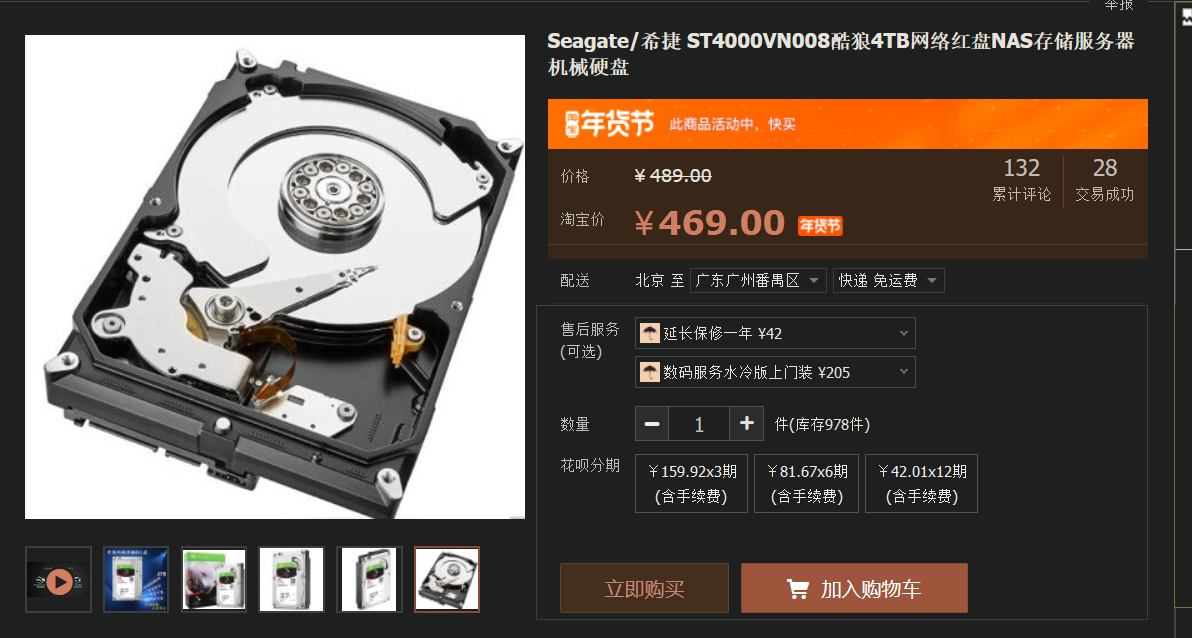 举报
Seagate/希捷 ST4000VN008酷狼4TB网络红盘NAS存储服务器
机械硬盘
淘宝年货节 此商品活动中，快买
价格 ¥ 489.00
132 28
累计评论 交易成功
淘宝价 ¥469.00 年货节
配送 北京 至 广东广州番禺区 快递 免运费
售后服务 延长保修一年 ¥42
(可选)
数码服务水冷版上门装 ¥205
数量 − 1 + 件(库存978件)
花呗分期 ¥159.92x3期 ¥81.67x6期 ¥42.01x12期
(含手续费) (含手续费) (含手续费)
立即购买 加入购物车